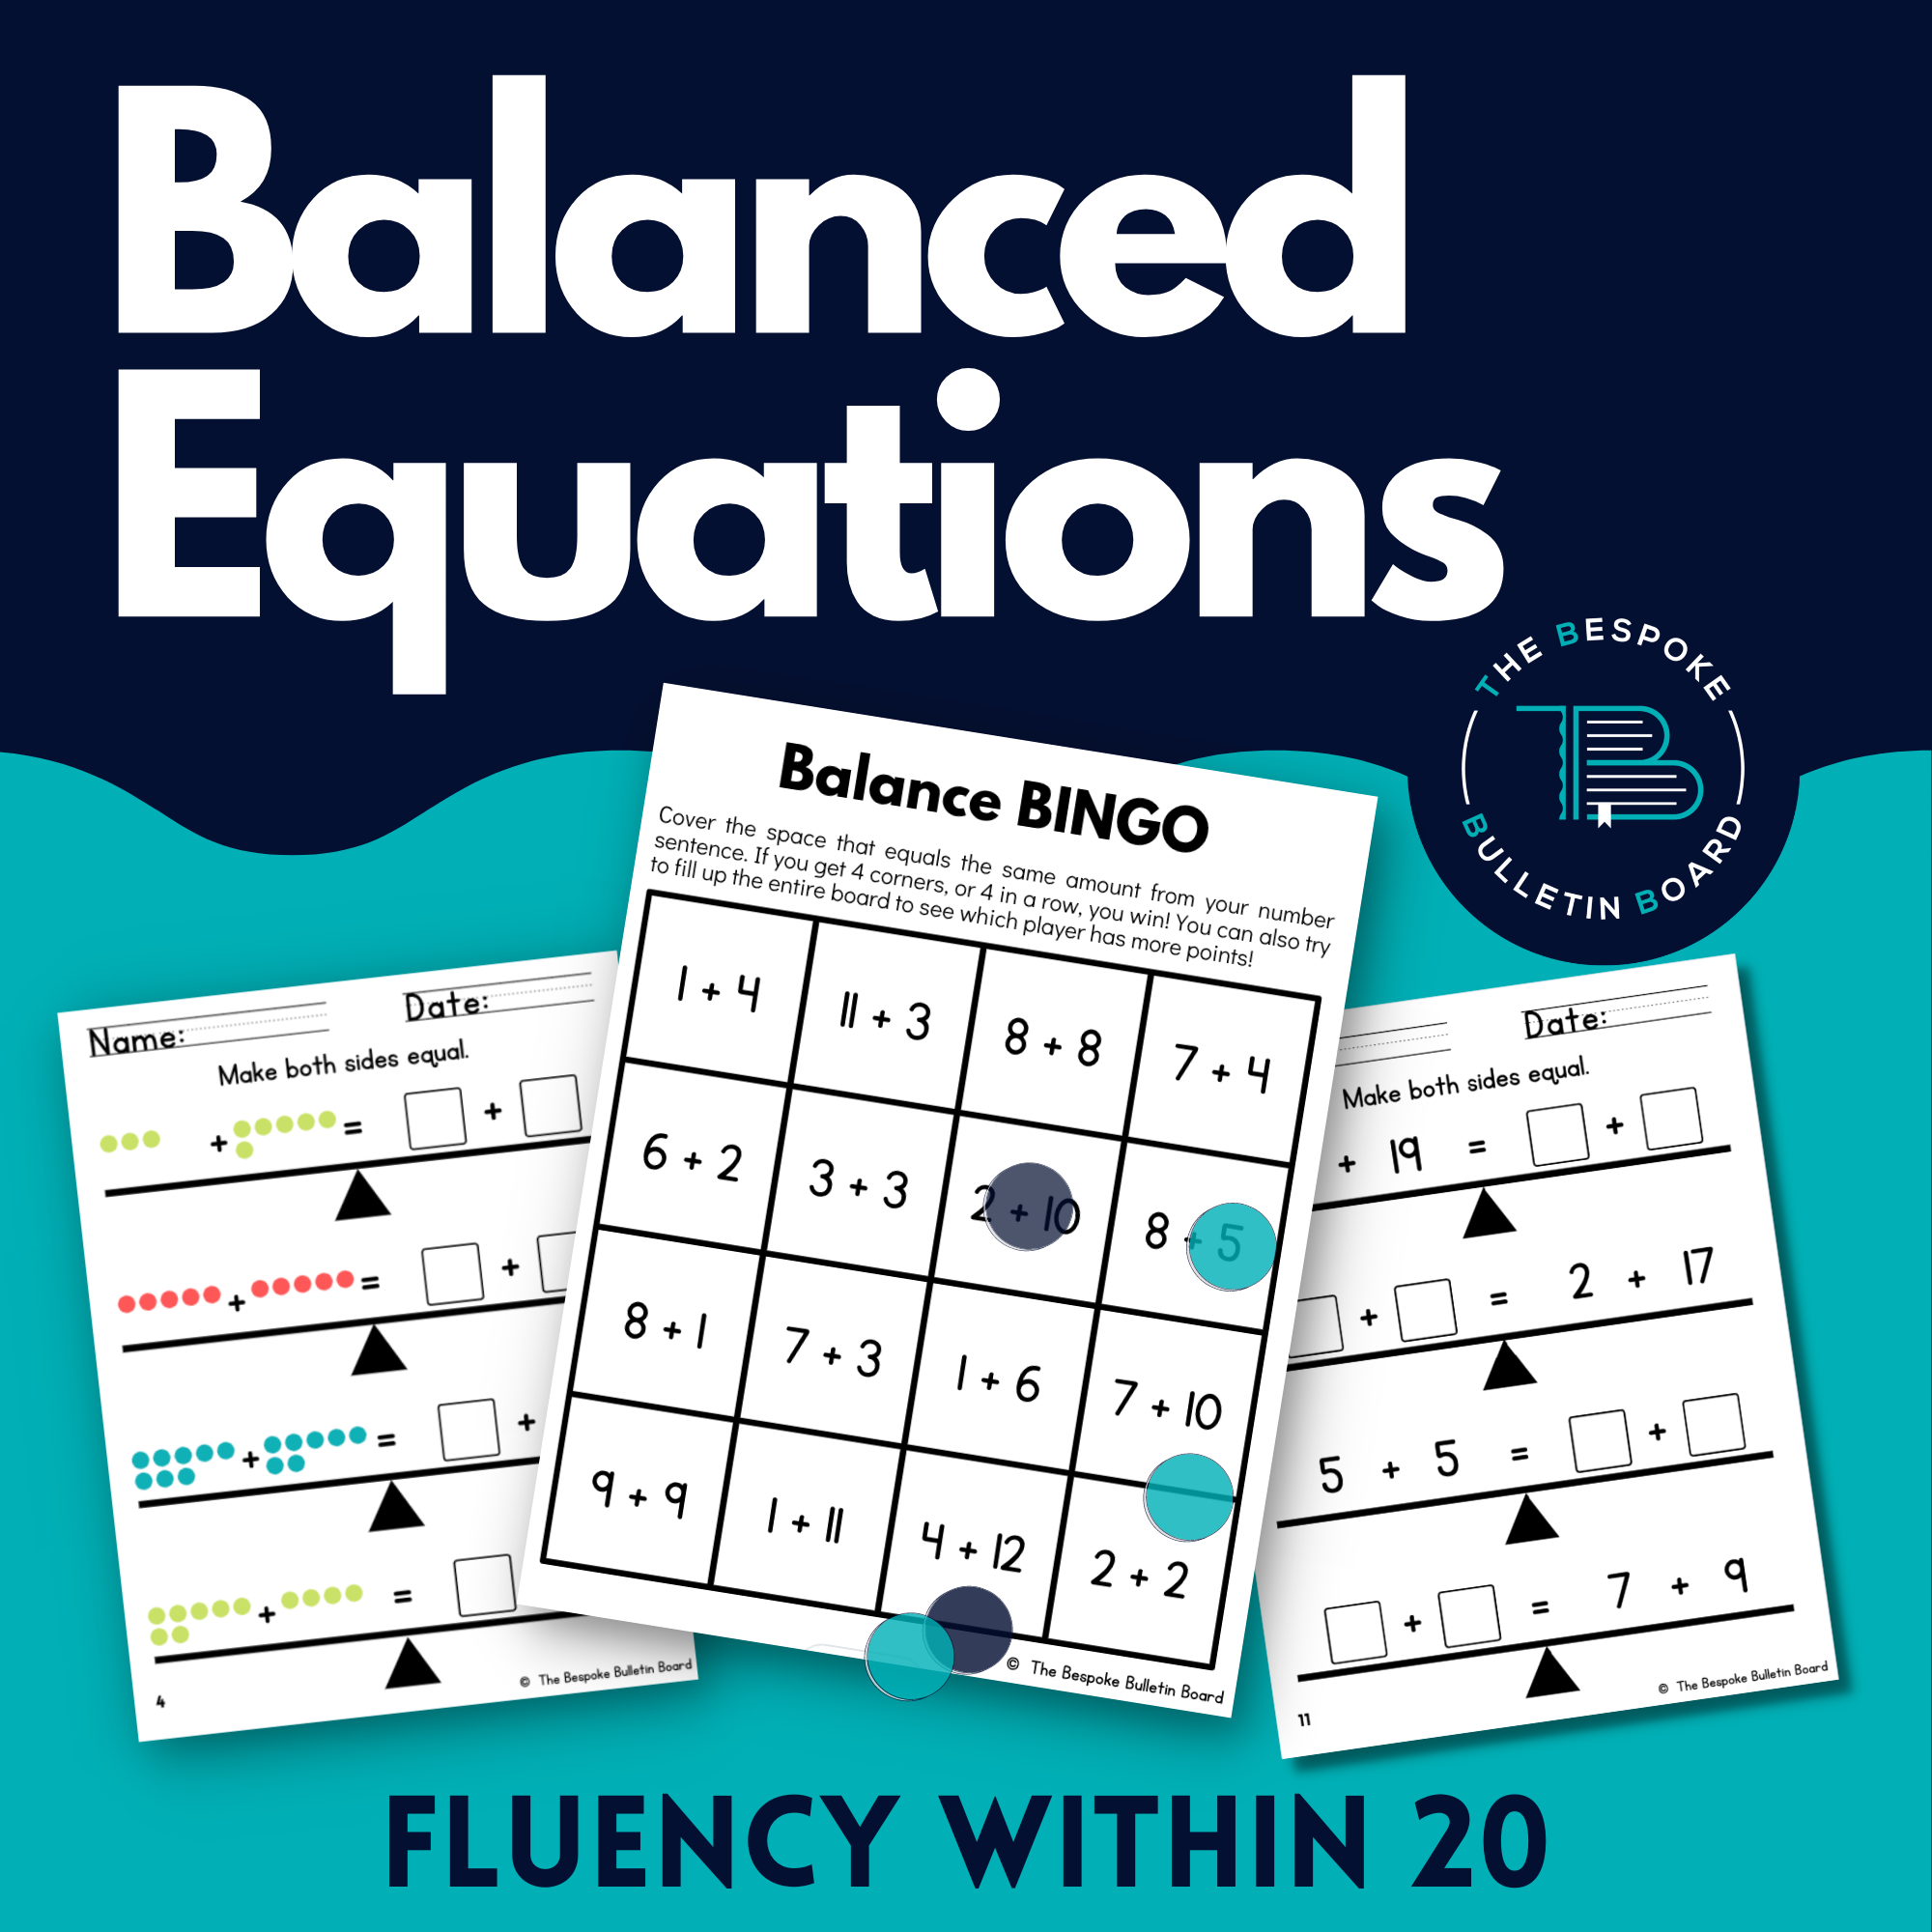 Balanced
Equations
THE BESPOKE
BULLETIN BOARD
Balance BINGO
Cover the space that equals the same amount from your number
sentence. If you get 4 corners, or 4 in a row, you win! You can also try
to fill up the entire board to see which player has more points!
1 + 4
11 + 3
8 + 8
7 + 4
6 + 2
3 + 3
2 + 10
8 + 5
8 + 1
7 + 3
1 + 6
7 + 10
9 + 9
1 + 11
4 + 12
2 + 2
© The Bespoke Bulletin Board
Name:
Date:
Make both sides equal.
+ = +
+ = +
+ = +
+ =
© The Bespoke Bulletin Board
4
Date:
Make both sides equal.
+ 19 = +
+ = 2 + 17
5 + 5 = +
+ = 7 + 9
© The Bespoke Bulletin Board
11
FLUENCY WITHIN 20